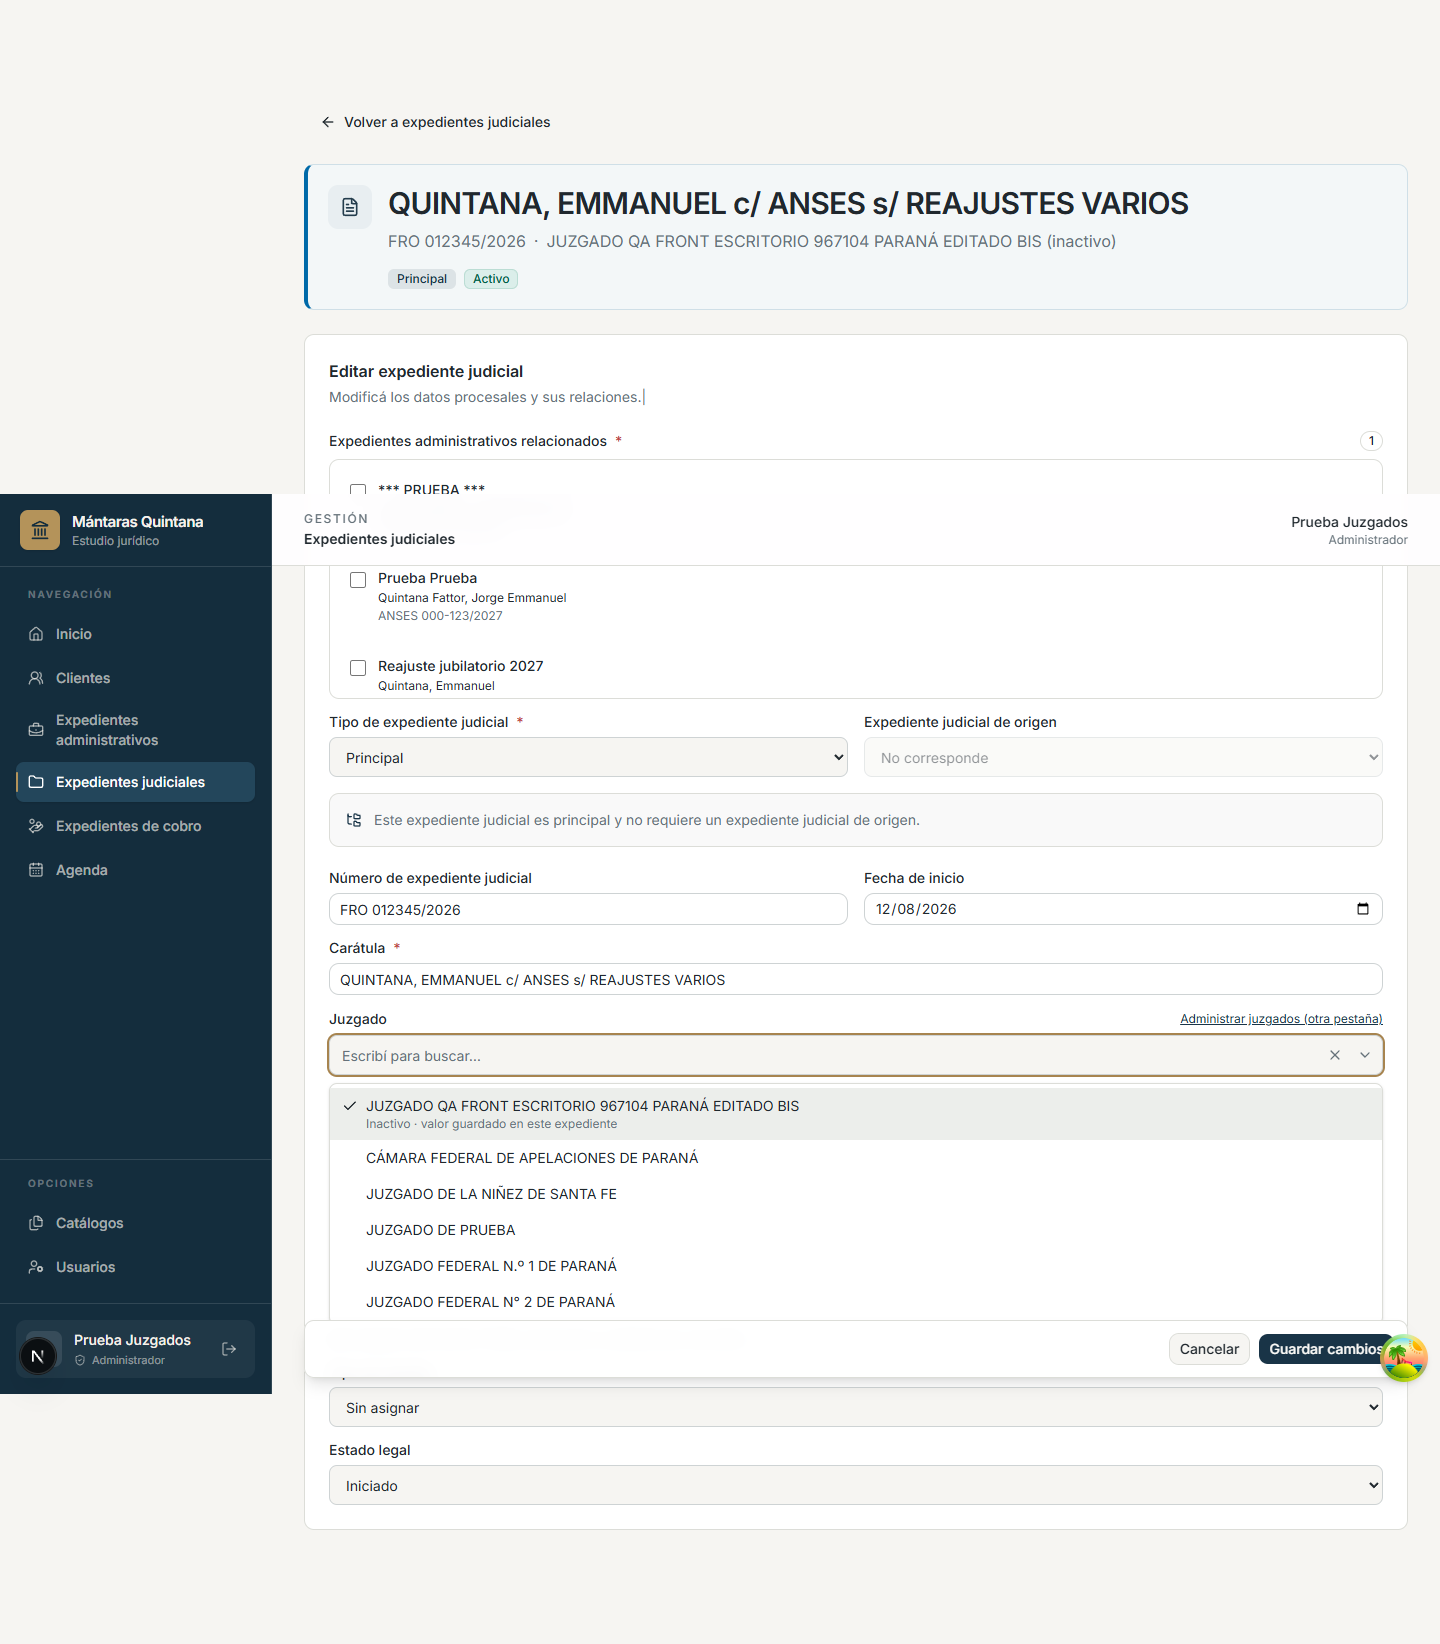 Volver a expedientes judiciales
QUINTANA, EMMANUEL c/ ANSES s/ REAJUSTES VARIOS
FRO 012345/2026 · JUZGADO QA FRONT ESCRITORIO 967104 PARANÁ EDITADO BIS (inactivo)
Principal Activo
Editar expediente judicial
Modificá los datos procesales y sus relaciones.
Expedientes administrativos relacionados * 1
*** PRUEBA ***
Mántaras Quintana
Estudio jurídico
GESTIÓN
Expedientes judiciales
Prueba Juzgados
Administrador
NAVEGACIÓN
Inicio
Clientes
Expedientes
administrativos
Expedientes judiciales
Expedientes de cobro
Agenda
OPCIONES
Catálogos
Usuarios
N
Prueba Juzgados
Administrador
Prueba Prueba
Quintana Fattor, Jorge Emmanuel
ANSES 000-123/2027
Reajuste jubilatorio 2027
Quintana, Emmanuel
Tipo de expediente judicial *
Principal
Expediente judicial de origen
No corresponde
Este expediente judicial es principal y no requiere un expediente judicial de origen.
Número de expediente judicial
FRO 012345/2026
Fecha de inicio
12/08/2026
Carátula *
QUINTANA, EMMANUEL c/ ANSES s/ REAJUSTES VARIOS
Juzgado
Administrar juzgados (otra pestaña)
Escribí para buscar...
JUZGADO QA FRONT ESCRITORIO 967104 PARANÁ EDITADO BIS
Inactivo · valor guardado en este expediente
CÁMARA FEDERAL DE APELACIONES DE PARANÁ
JUZGADO DE LA NIÑEZ DE SANTA FE
JUZGADO DE PRUEBA
JUZGADO FEDERAL N.º 1 DE PARANÁ
JUZGADO FEDERAL N° 2 DE PARANÁ
Cancelar
Guardar cambios
Sin asignar
Estado legal
Iniciado